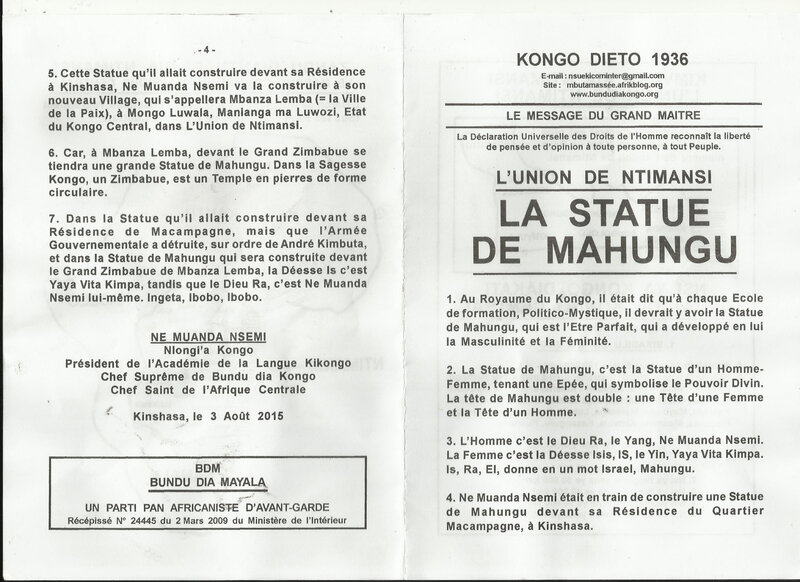 - 4 -
5. Cette Statue qu'il allait construire devant sa Résidence
à Kinshasa, Ne Muanda Nsemi va la construire à son
nouveau Village, qui s'appellera Mbanza Lemba (= la Ville
de la Paix), à Mongo Luwala, Manianga ma Luwozi, Etat
du Kongo Central, dans L'Union de Ntimansi.
6. Car, à Mbanza Lemba, devant le Grand Zimbabue se
tiendra une grande Statue de Mahungu. Dans la Sagesse
Kongo, un Zimbabue, est un Temple en pierres de forme
circulaire.
7. Dans la Statue qu'il allait construire devant sa
Résidence de Macampagne, mais que l'Armée
Gouvernementale a détruite, sur ordre de André Kimbuta,
et dans la Statue de Mahungu qui sera construite devant
le Grand Zimbabue de Mbanza Lemba, la Déesse Is c'est
Yaya Vita Kimpa, tandis que le Dieu Ra, c'est Ne Muanda
Nsemi lui-même. Ingeta, Ibobo, Ibobo.
NE MUANDA NSEMI
Nlongi'a Kongo
Président de l'Académie de la Langue Kikongo
Chef Suprême de Bundu dia Kongo
Chef Saint de l'Afrique Centrale
Kinshasa, le 3 Août 2015
BDM
BUNDU DIA MAYALA
UN PARTI PAN AFRICANISTE D'AVANT-GARDE
Récépissé N° 24445 du 2 Mars 2009 du Ministère de l'Intérieur
KONGO DIETO 1936
E-mail : nsuekicominter@gmail.com
Site : mbutamassée.afrikblog.org
www.bundudiakongo.org
LE MESSAGE DU GRAND MAITRE
La Déclaration Universelle des Droits de l'Homme reconnaît la liberté
de pensée et d'opinion à toute personne, à tout Peuple.
L'UNION DE NTIMANSI
LA STATUE
DE MAHUNGU
1. Au Royaume du Kongo, il était dit qu'à chaque Ecole
de formation, Politico-Mystique, il devrait y avoir la Statue
de Mahungu, qui est l'Etre Parfait, qui a développé en lui
la Masculinité et la Féminité.
2. La Statue de Mahungu, c'est la Statue d'un Homme-
Femme, tenant une Epée, qui symbolise le Pouvoir Divin.
La tête de Mahungu est double : une Tête d'une Femme
et la Tête d'un Homme.
3. L'Homme c'est le Dieu Ra, le Yang, Ne Muanda Nsemi.
La Femme c'est la Déesse Isis, IS, le Yin, Yaya Vita Kimpa.
Is, Ra, El, donne en un mot Israel, Mahungu.
4. Ne Muanda Nsemi était en train de construire une Statue
de Mahungu devant sa Résidence du Quartier
Macampagne, à Kinshasa.